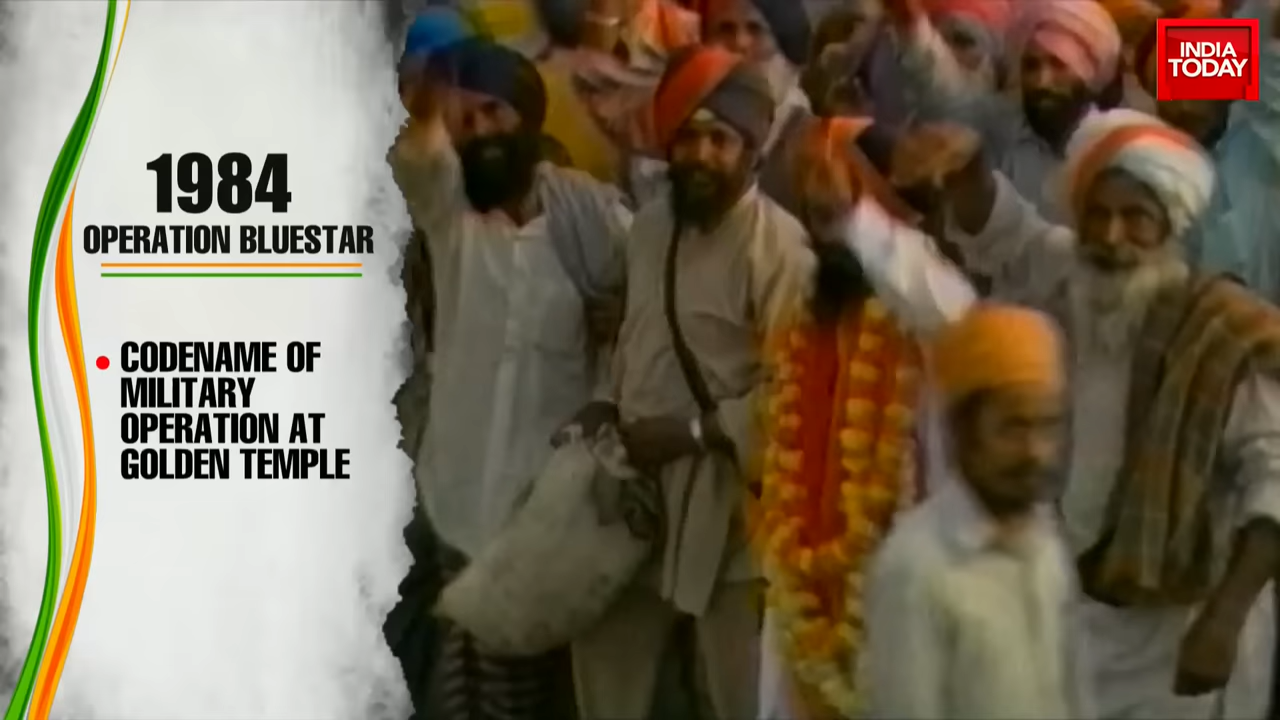 1984
OPERATION BLUESTAR
CODENAME OF
MILITARY
OPERATION AT
GOLDEN TEMPLE
INDIA
TODAY